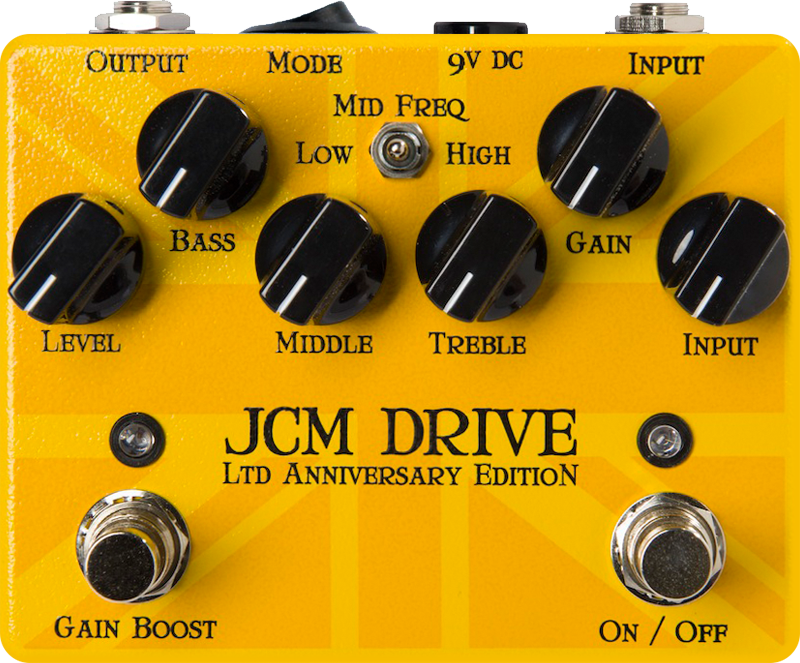 OUTPUT MODE 9V DC INPUT
MID FREQ
LOW HIGH
BASS GAIN
LEVEL MIDDLE TREBLE INPUT
JCM DRIVE
LTD ANNIVERSARY EDITION
GAIN BOOST ON / OFF